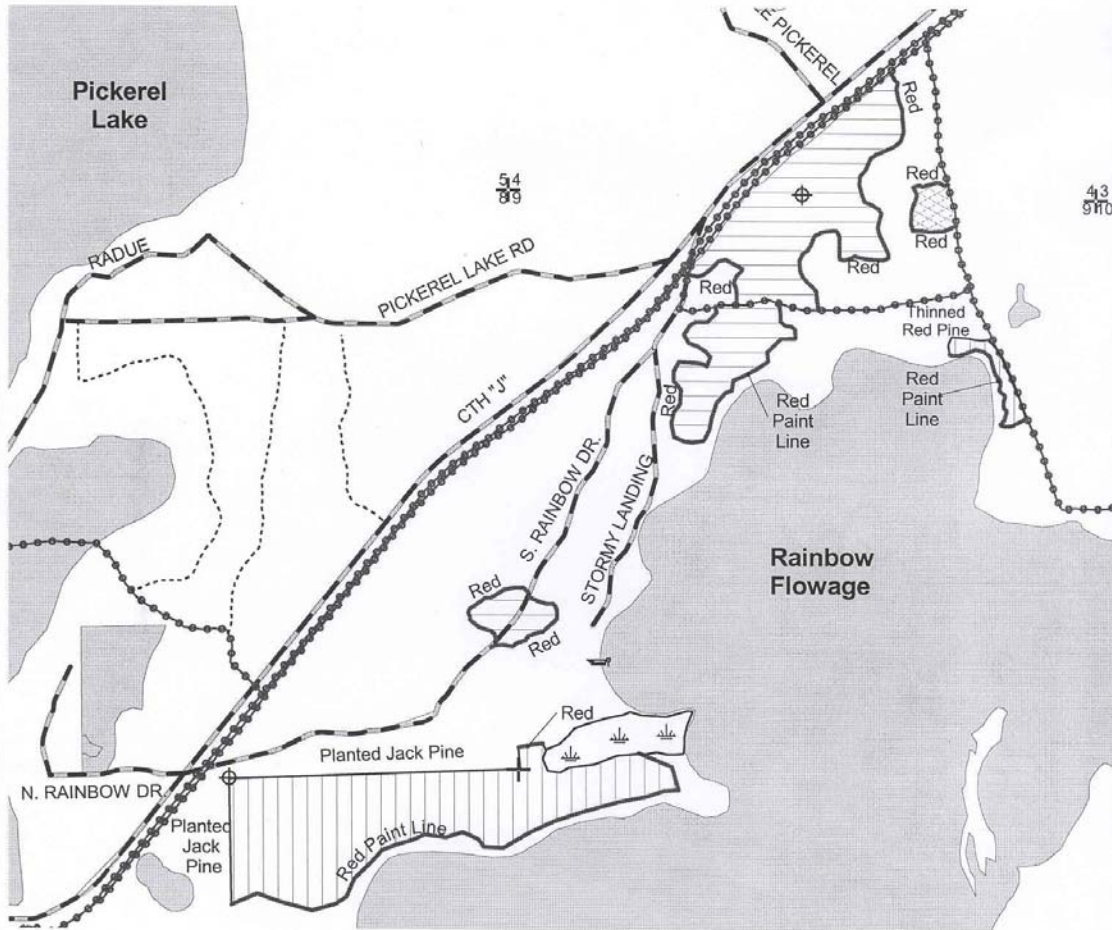 E PICKEREL
Pickerel
Lake
Red
5 4
8 9
Red
4 3
9 10
RADUE
Red
PICKEREL LAKE RD
Red
Red
Thinned
Red Pine
CTH "J"
Red
Red
Paint
Line
Red
Paint
Line
S. RAINBOW DR.
STORMY LANDING
Rainbow
Flowage
Red
Red
Red
Planted Jack Pine
N. RAINBOW DR.
Planted
Jack
Pine
Red Paint Line